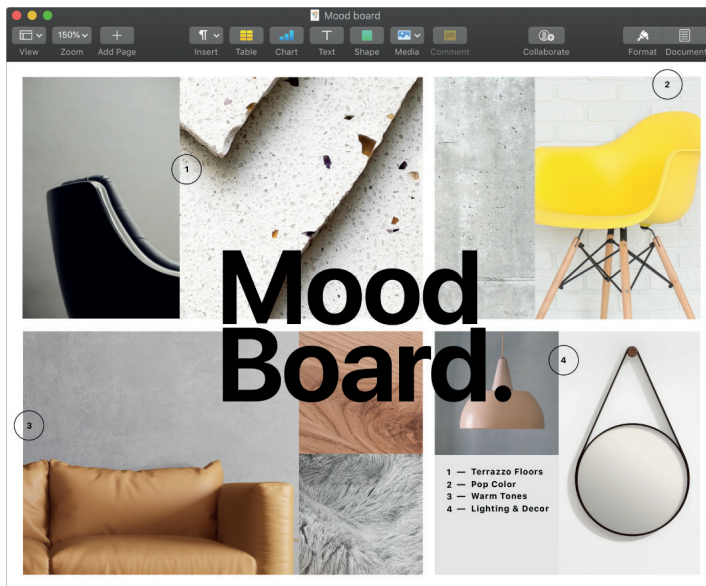 Mood board
150%
View
Zoom
Add Page
Insert
Table
Chart
T
Text
Shape
Media
Comment
Collaborate
Format
Document
1
2
Mood
Board.
3
4
1 — Terrazzo Floors
2 — Pop Color
3 — Warm Tones
4 — Lighting & Decor